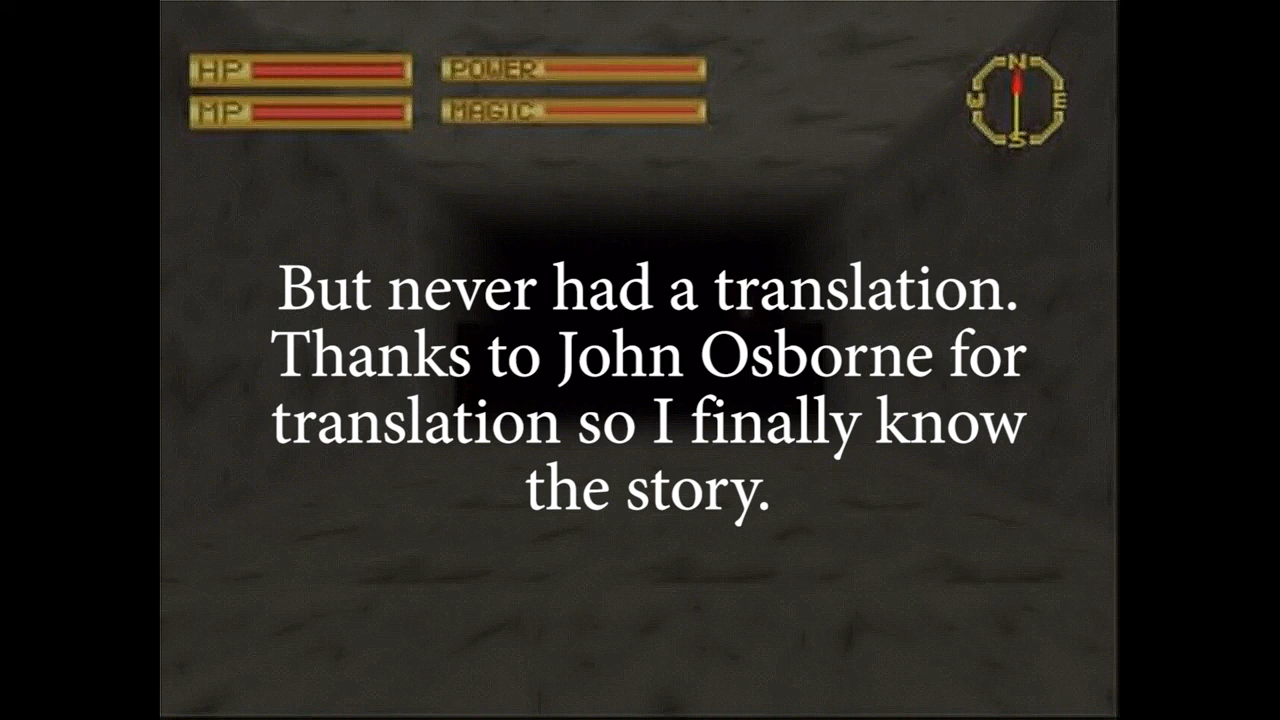 HP POWER
MP MAGIC
N
W E
S
But never had a translation.
Thanks to John Osborne for
translation so I finally know
the story.